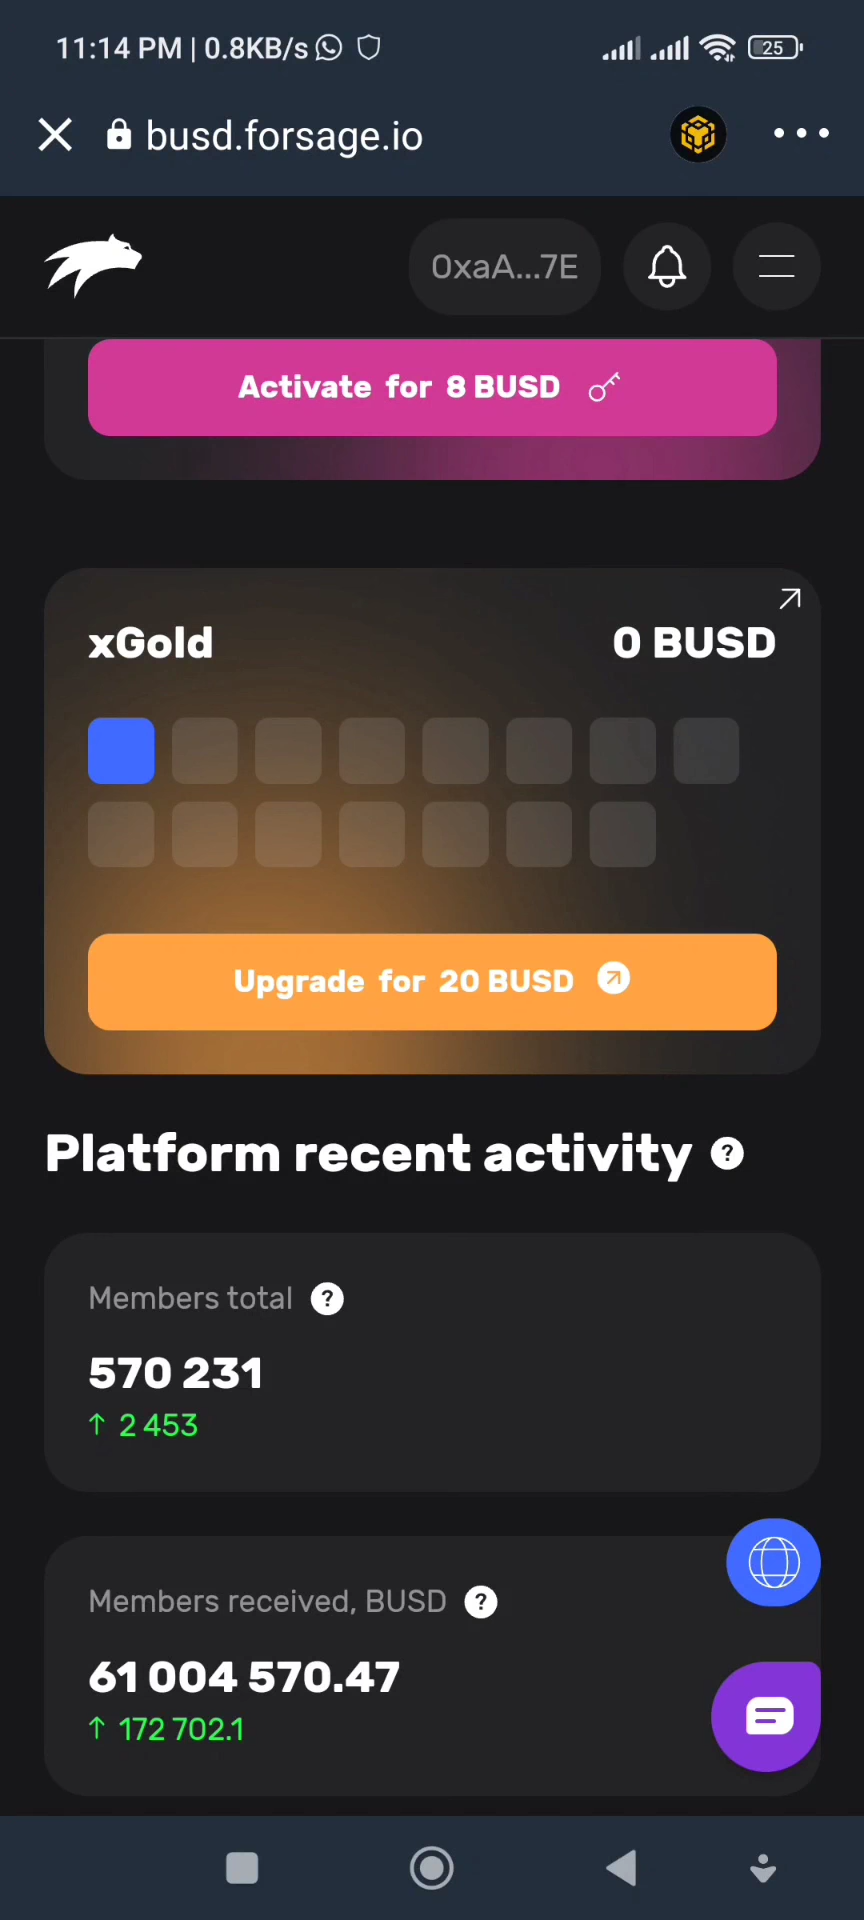 11:14 PM | 0.8KB/s
25
busd.forsage.io
0xaA...7E
Activate for 8 BUSD
xGold
0 BUSD
Upgrade for 20 BUSD
Platform recent activity ?
Members total ?
570 231
↑ 2 453
Members received, BUSD ?
61 004 570.47
↑ 172 702.1